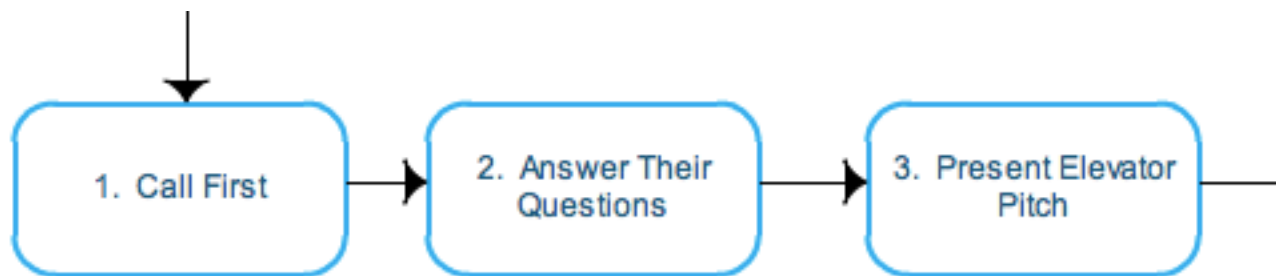 1. Call First
2. Answer Their
Questions
3. Present Elevator
Pitch